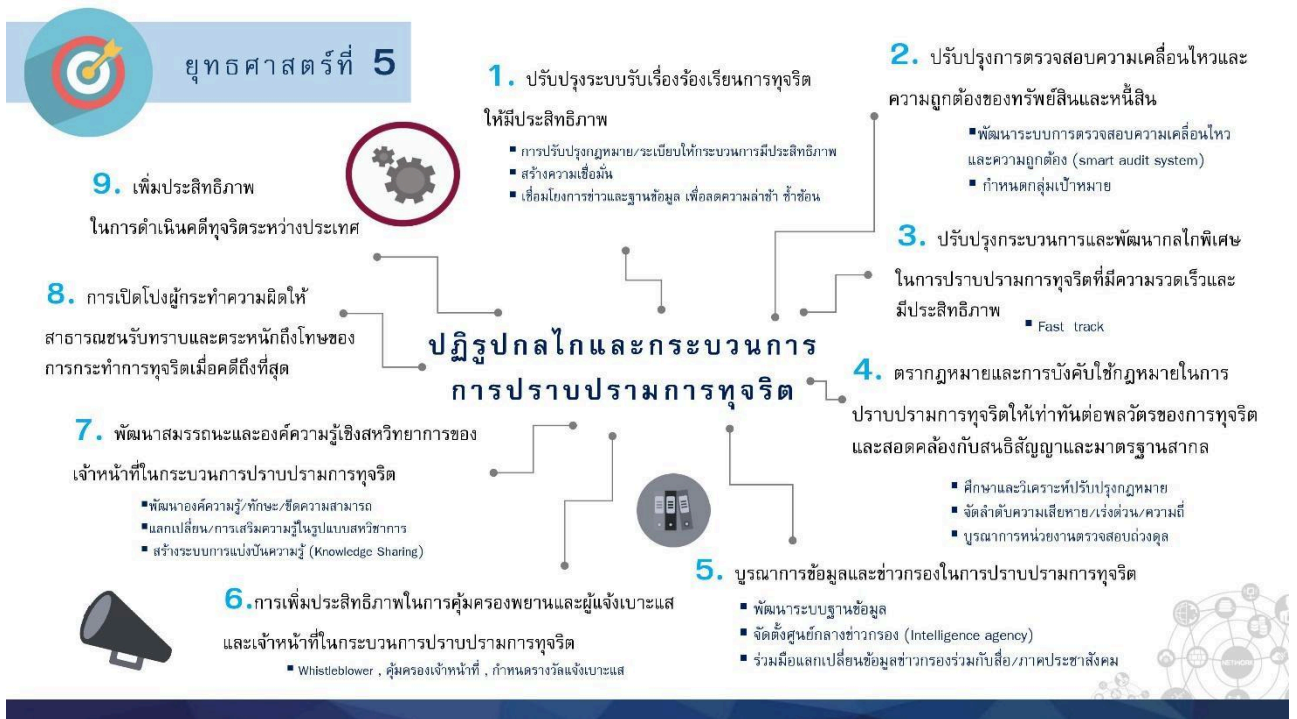 ยุทธศาสตร์ที่ 5
1. ปรับปรุงระบบรับเรื่องร้องเรียนการทุจริต
ให้มีประสิทธิภาพ
▪ การปรับปรุงกฎหมาย/ระเบียบให้กระบวนการมีประสิทธิภาพ
▪ สร้างความเชื่อมั่น
▪ เชื่อมโยงการข่าวและฐานข้อมูล เพื่อลดความล่าช้า ซ้ำซ้อน
2. ปรับปรุงการตรวจสอบความเคลื่อนไหวและ
ความถูกต้องของทรัพย์สินและหนี้สิน
▪พัฒนาระบบการตรวจสอบความเคลื่อนไหว
และความถูกต้อง (smart audit system)
▪ กำหนดกลุ่มเป้าหมาย
3. ปรับปรุงกระบวนการและพัฒนากลไกพิเศษ
ในการปราบปรามการทุจริตที่มีความรวดเร็วและ
มีประสิทธิภาพ
▪ Fast track
ปฏิรูปกลไกและกระบวนการ
การปราบปรามการทุจริต
4. ตรากฎหมายและการบังคับใช้กฎหมายในการ
ปราบปรามการทุจริตให้เท่าทันต่อพลวัตรของการทุจริต
และสอดคล้องกับสนธิสัญญาและมาตรฐานสากล
▪ ศึกษาและวิเคราะห์ปรับปรุงกฎหมาย
▪ จัดลำดับความเสียหาย/เร่งด่วน/ความถี่
▪ บูรณาการหน่วยงานตรวจสอบถ่วงดุล
5. บูรณาการข้อมูลและข่าวกรองในการปราบปรามการทุจริต
▪ พัฒนาระบบฐานข้อมูล
▪ จัดตั้งศูนย์กลางข่าวกรอง (Intelligence agency)
▪ ร่วมมือแลกเปลี่ยนข้อมูลข่าวกรองร่วมกับสื่อ/ภาคประชาสังคม
6.การเพิ่มประสิทธิภาพในการคุ้มครองพยานและผู้แจ้งเบาะแส
และเจ้าหน้าที่ในกระบวนการปราบปรามการทุจริต
▪ Whistleblower , คุ้มครองเจ้าหน้าที่ , กำหนดรางวัลแจ้งเบาะแส
7. พัฒนาสมรรถนะและองค์ความรู้เชิงสหวิทยาการของ
เจ้าหน้าที่ในกระบวนการปราบปรามการทุจริต
▪พัฒนาองค์ความรู้/ทักษะ/ขีดความสามารถ
▪แลกเปลี่ยน/การเสริมความรู้ในรูปแบบสหวิชาการ
▪ สร้างระบบการแบ่งปันความรู้ (Knowledge Sharing)
8. การเปิดโปงผู้กระทำความผิดให้
สาธารณชนรับทราบและตระหนักถึงโทษของ
การกระทำการทุจริตเมื่อคดีถึงที่สุด
9. เพิ่มประสิทธิภาพ
ในการดำเนินคดีทุจริตระหว่างประเทศ
NETWORK